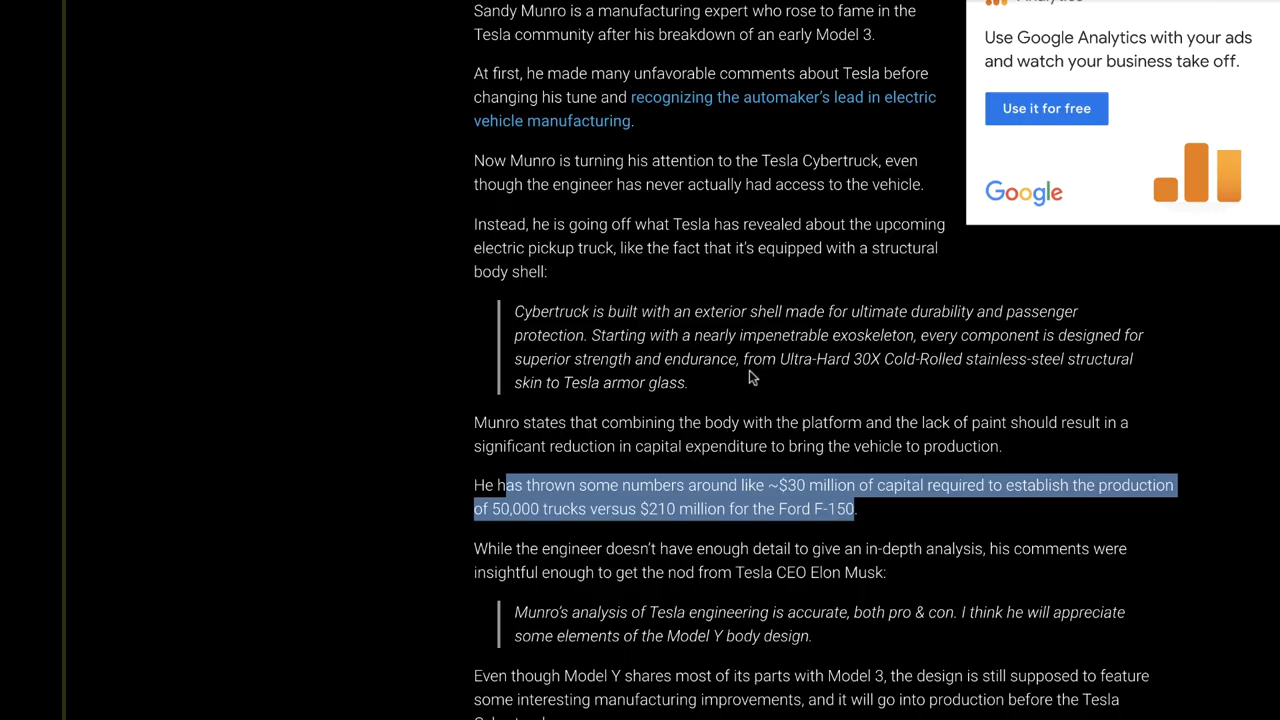 Sandy Munro is a manufacturing expert who rose to fame in the
Tesla community after his breakdown of an early Model 3.
At first, he made many unfavorable comments about Tesla before
changing his tune and recognizing the automaker's lead in electric
vehicle manufacturing.
Now Munro is turning his attention to the Tesla Cybertruck, even
though the engineer has never actually had access to the vehicle.
Instead, he is going off what Tesla has revealed about the upcoming
electric pickup truck, like the fact that it's equipped with a structural
body shell:
Cybertruck is built with an exterior shell made for ultimate durability and passenger
protection. Starting with a nearly impenetrable exoskeleton, every component is designed for
superior strength and endurance, from Ultra-Hard 30X Cold-Rolled stainless-steel structural
skin to Tesla armor glass.
Munro states that combining the body with the platform and the lack of paint should result in a
significant reduction in capital expenditure to bring the vehicle to production.
He has thrown some numbers around like ~$30 million of capital required to establish the production
of 50,000 trucks versus $210 million for the Ford F-150.
While the engineer doesn't have enough detail to give an in-depth analysis, his comments were
insightful enough to get the nod from Tesla CEO Elon Musk:
Munro's analysis of Tesla engineering is accurate, both pro & con. I think he will appreciate
some elements of the Model Y body design.
Even though Model Y shares most of its parts with Model 3, the design is still supposed to feature
some interesting manufacturing improvements, and it will go into production before the Tesla
Use Google Analytics with your ads
and watch your business take off.
Use it for free
Google